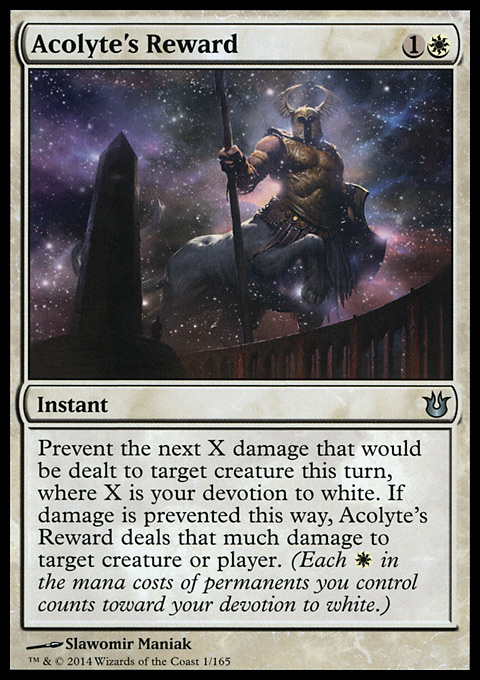 Acolyte's Reward 1
Instant
Prevent the next X damage that would
be dealt to target creature this turn,
where X is your devotion to white. If
damage is prevented this way, Acolyte's
Reward deals that much damage to
target creature or player. (Each in
the mana costs of permanents you control
counts toward your devotion to white.)
Slawomir Maniak
™ & © 2014 Wizards of the Coast 1/165